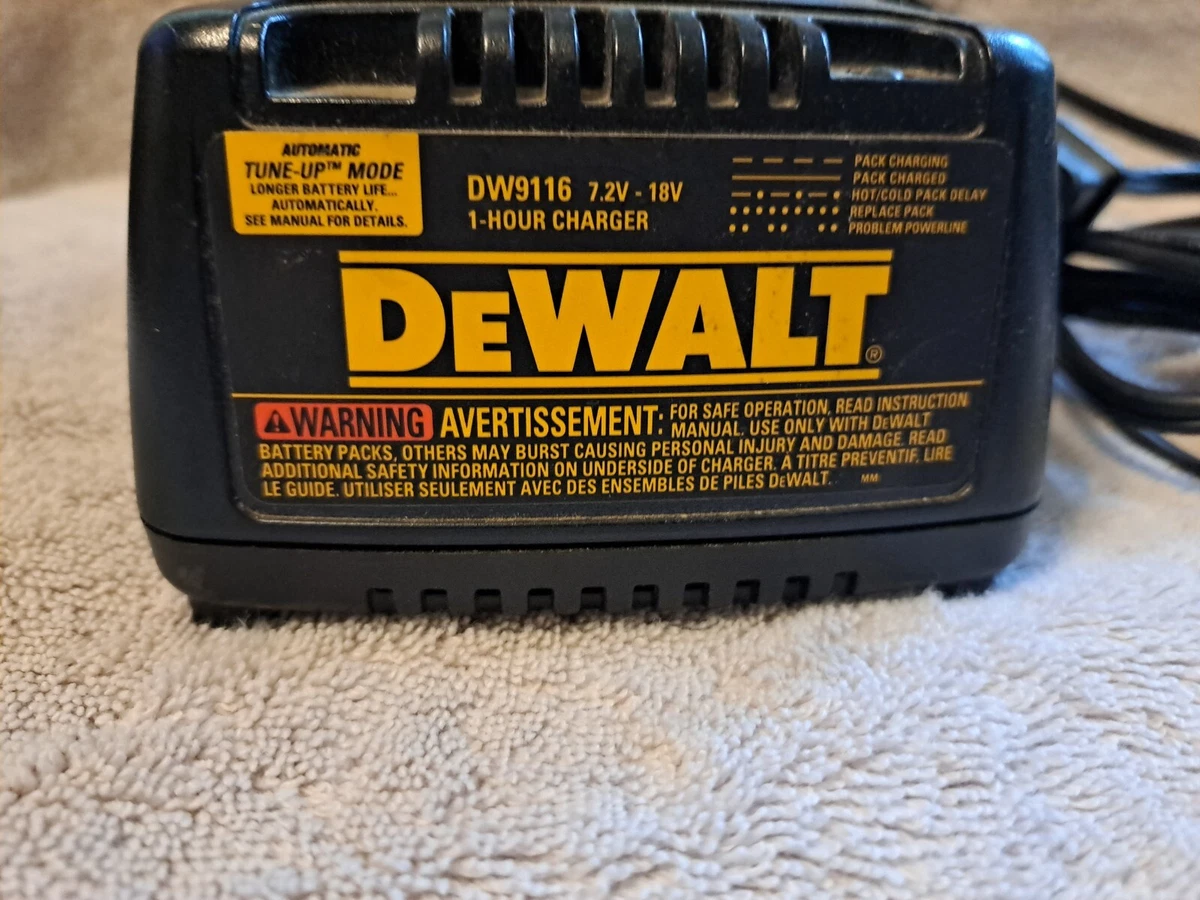 AUTOMATIC
TUNE-UP™ MODE
LONGER BATTERY LIFE...
AUTOMATICALLY.
SEE MANUAL FOR DETAILS.
DW9116 7.2V - 18V
1-HOUR CHARGER
PACK CHARGING
PACK CHARGED
HOT/COLD PACK DELAY
REPLACE PACK
PROBLEM POWERLINE
DEWALT®
WARNING AVERTISSEMENT: FOR SAFE OPERATION, READ INSTRUCTION
MANUAL. USE ONLY WITH DEWALT
BATTERY PACKS, OTHERS MAY BURST CAUSING PERSONAL INJURY AND DAMAGE. READ
ADDITIONAL SAFETY INFORMATION ON UNDERSIDE OF CHARGER. À TITRE PRÉVENTIF, LIRE
LE GUIDE. UTILISER SEULEMENT AVEC DES ENSEMBLES DE PILES DEWALT.
MM